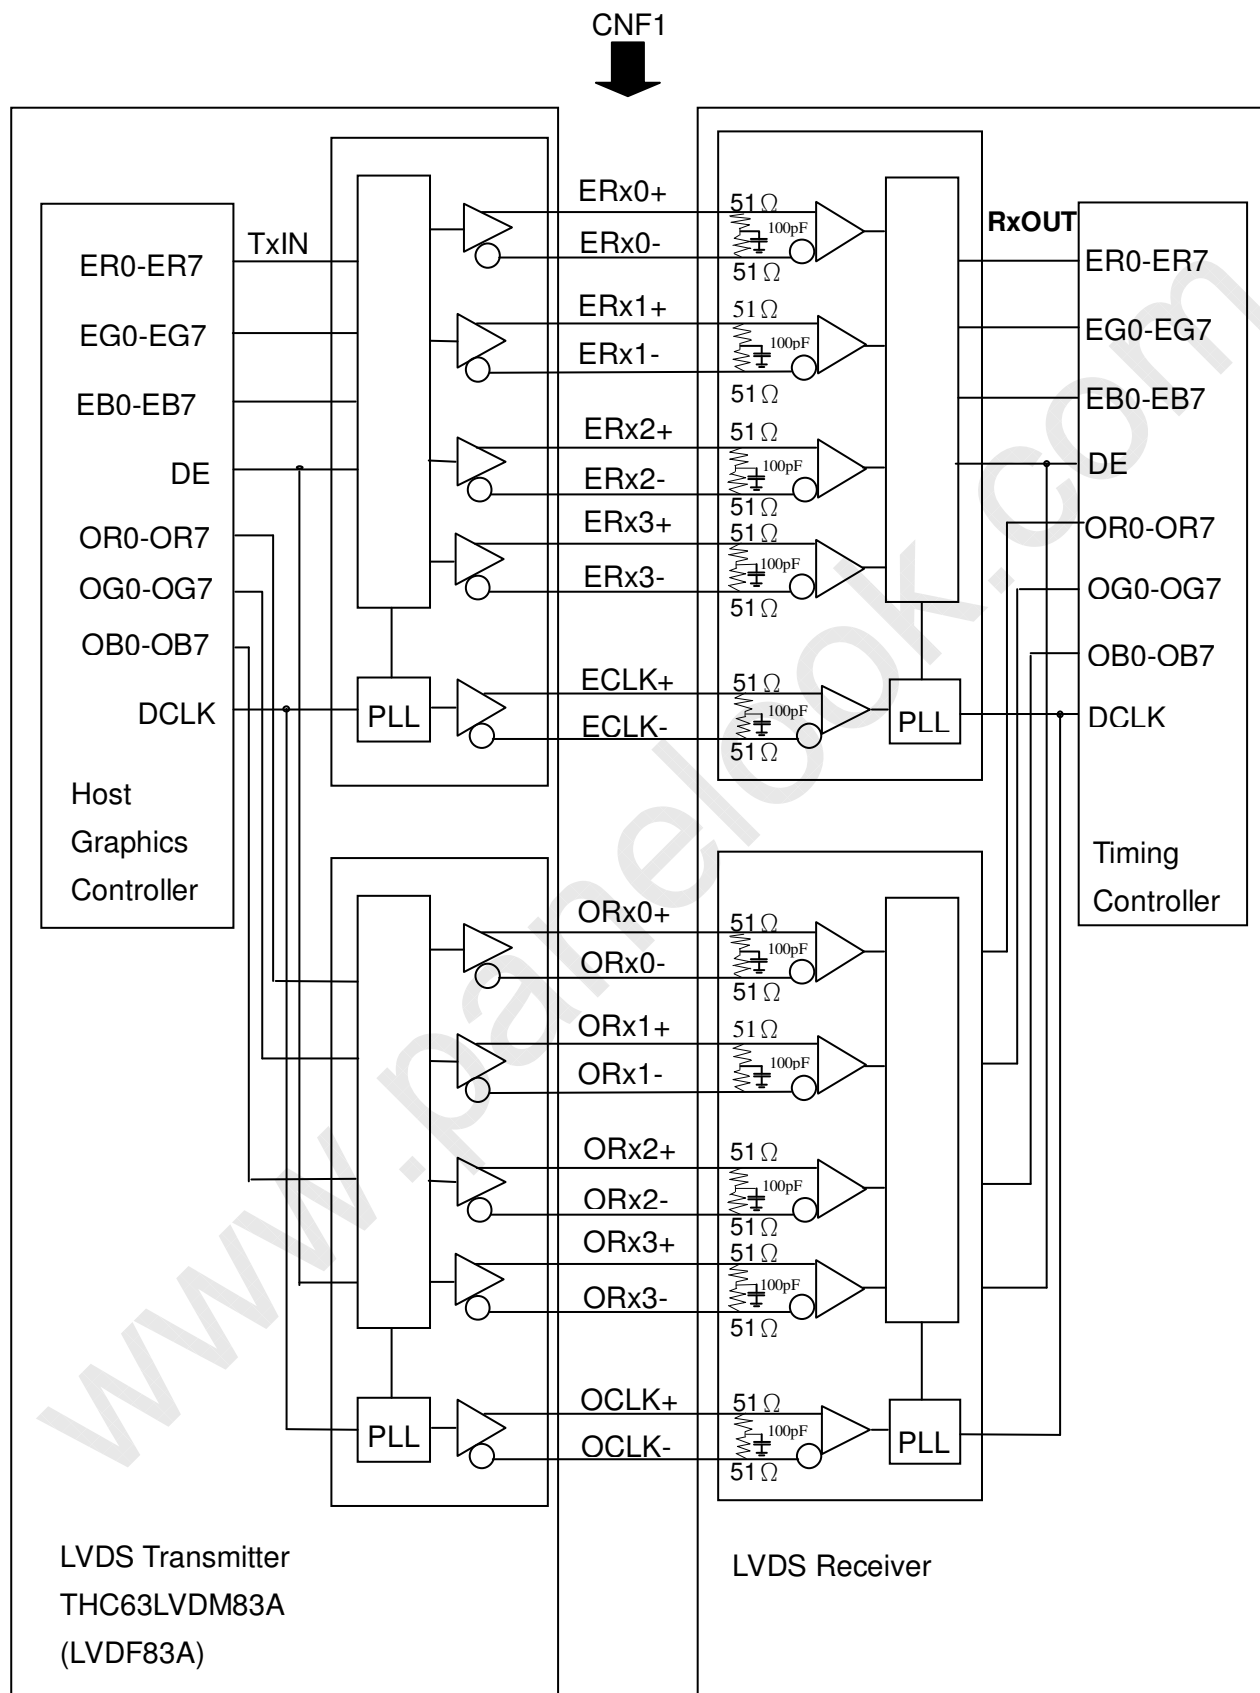 CNF1
TxIN
ER0-ER7
EG0-EG7
EB0-EB7
DE
OR0-OR7
OG0-OG7
OB0-OB7
DCLK
Host
Graphics
Controller
PLL
ERx0+
ERx0-
ERx1+
ERx1-
ERx2+
ERx2-
ERx3+
ERx3-
ECLK+
ECLK-
51Ω
100pF
51Ω
51Ω
100pF
51Ω
51Ω
100pF
51Ω
51Ω
100pF
51Ω
51Ω
100pF
51Ω
PLL
RxOUT
ER0-ER7
EG0-EG7
EB0-EB7
DE
OR0-OR7
OG0-OG7
OB0-OB7
DCLK
Timing
Controller
PLL
ORx0+
ORx0-
ORx1+
ORx1-
ORx2+
ORx2-
ORx3+
ORx3-
OCLK+
OCLK-
51Ω
100pF
51Ω
51Ω
100pF
51Ω
100pF
51Ω
51Ω
100pF
51Ω
51Ω
100pF
51Ω
PLL
LVDS Transmitter
THC63LVDM83A
(LVDF83A)
LVDS Receiver
www.panelook.com